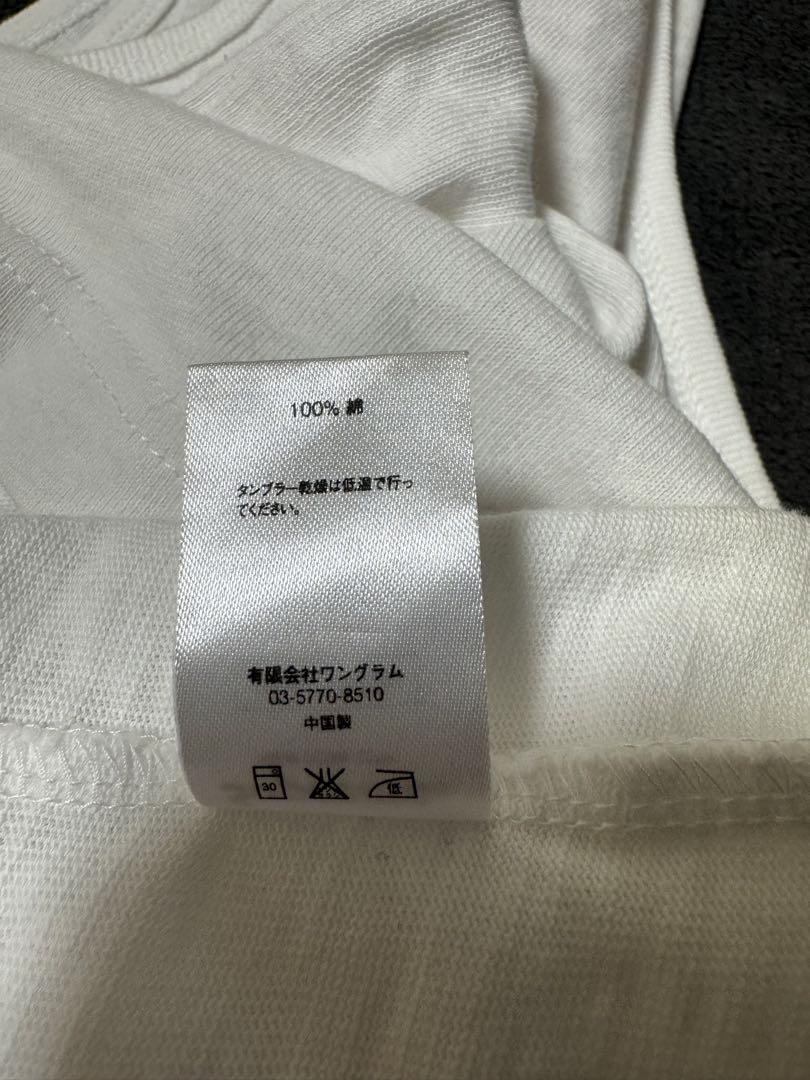 100% 綿
タンブラー乾燥は低温で行っ
てください。
有限会社ワングラム
03-5770-8510
中国製
30 低